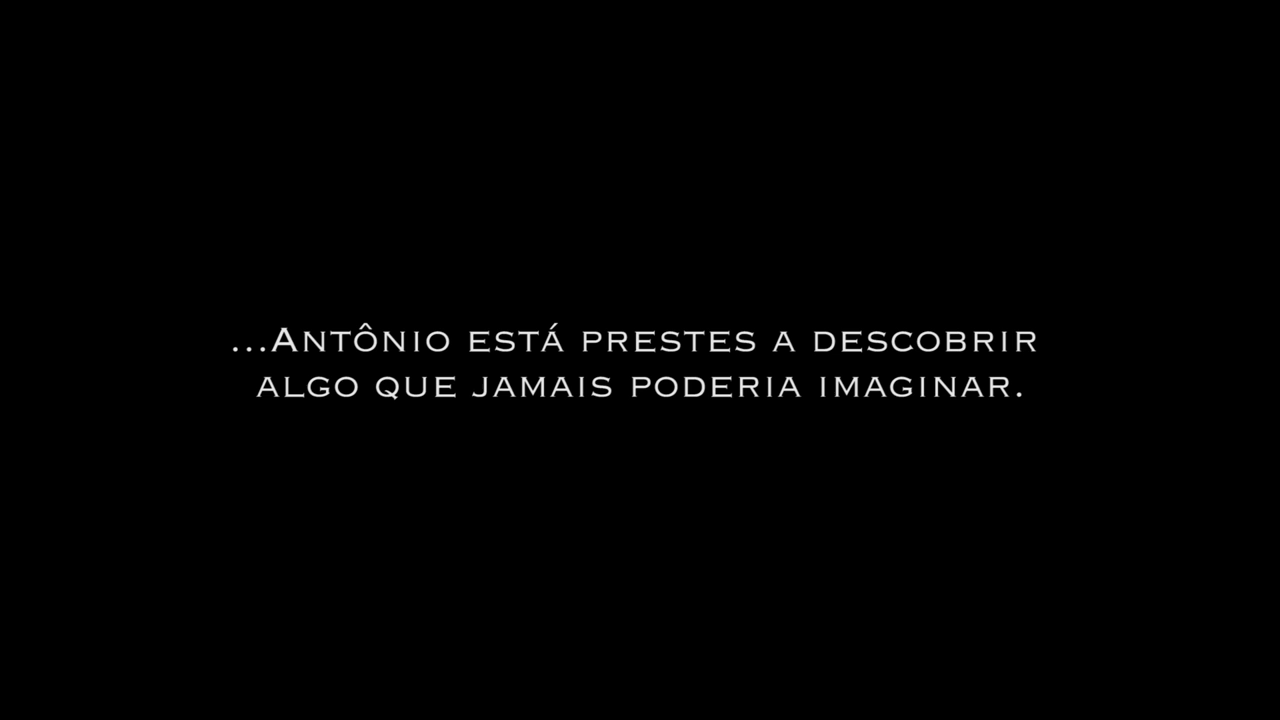 ...Antônio está prestes a descobrir
algo que jamais poderia imaginar.